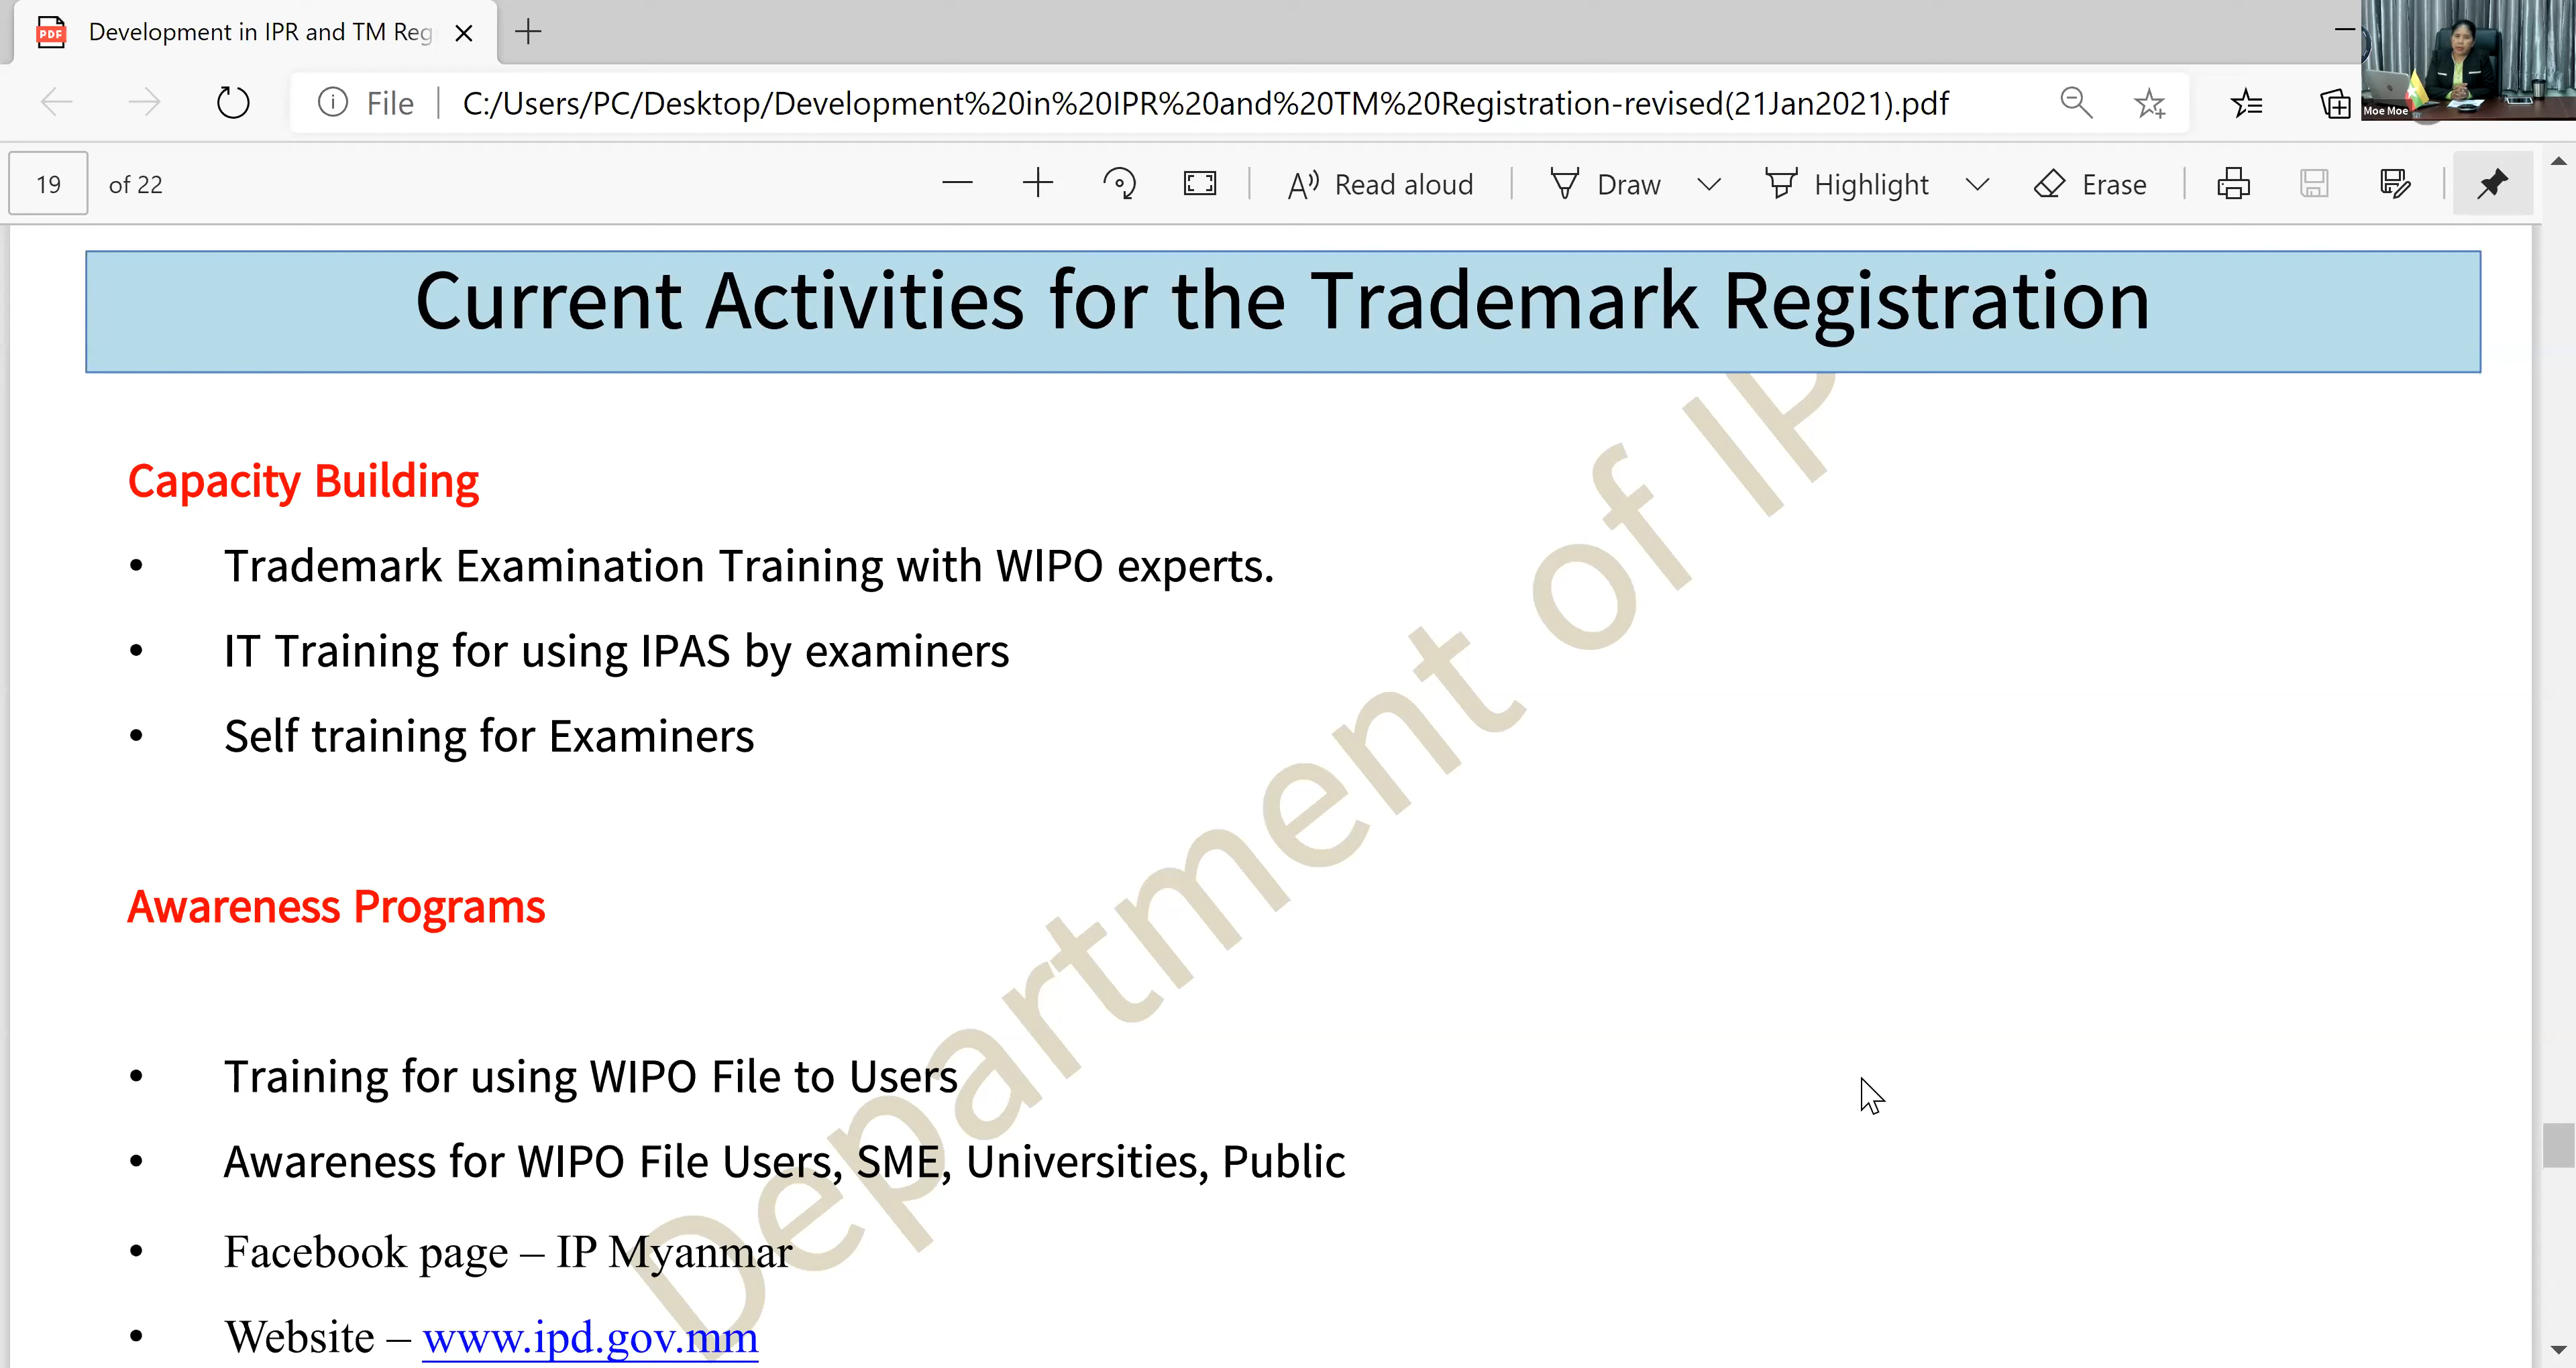 Development in IPR and TM Reg
File
C:/Users/PC/Desktop/Development%20in%20IPR%20and%20TM%20Registration-revised(21Jan2021).pdf
Moe Moe
19 of 22
Read aloud
Draw
Highlight
Erase
Current Activities for the Trademark Registration
Capacity Building
• Trademark Examination Training with WIPO experts.
• IT Training for using IPAS by examiners
• Self training for Examiners
Awareness Programs
• Training for using WIPO File to Users
• Awareness for WIPO File Users, SME, Universities, Public
• Facebook page – IP Myanmar
• Website – www.ipd.gov.mm
Department of IP